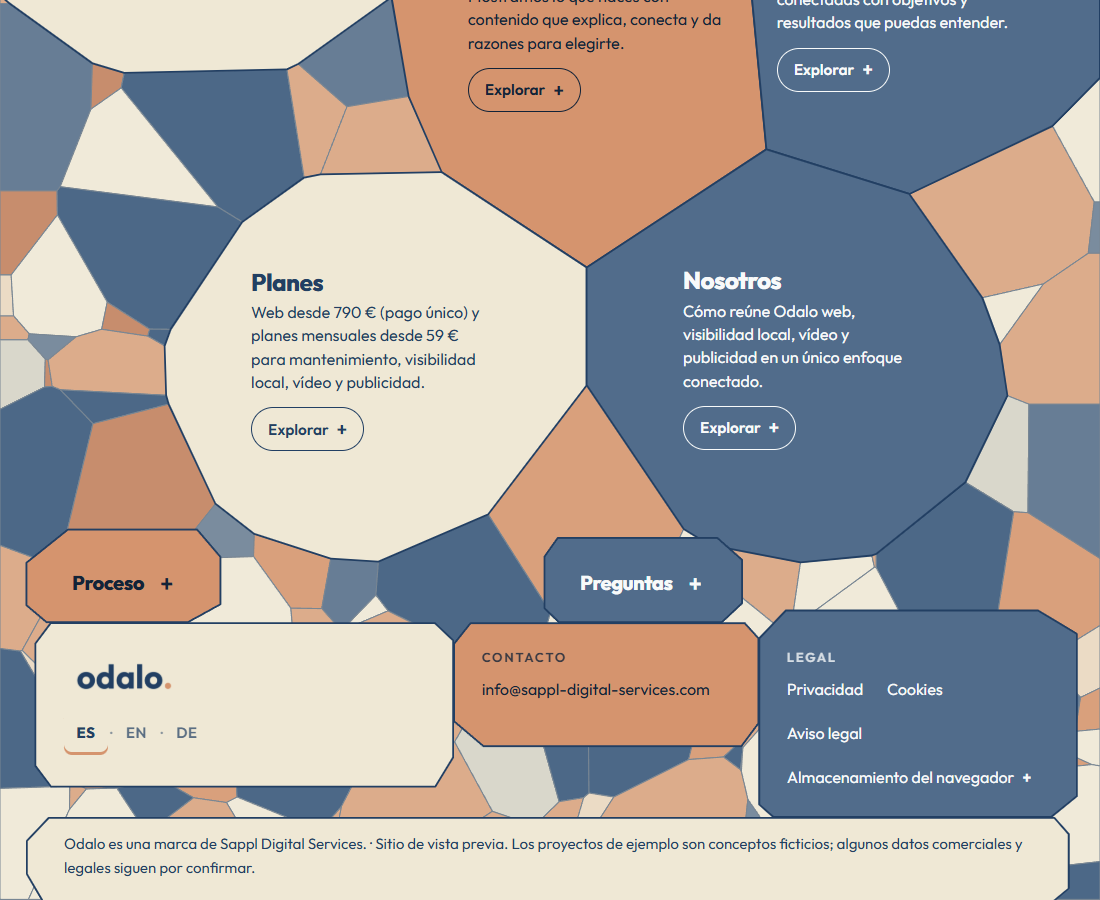 contenido que explica, conecta y da
razones para elegirte.
Explorar +
resultados que puedas entender.
Explorar +
Planes
Web desde 790 € (pago único) y
planes mensuales desde 59 €
para mantenimiento, visibilidad
local, vídeo y publicidad.
Explorar +
Nosotros
Cómo reúne Odalo web,
visibilidad local, vídeo y
publicidad en un único enfoque
conectado.
Explorar +
Proceso +
Preguntas +
odalo.
ES · EN · DE
CONTACTO
info@sappl-digital-services.com
LEGAL
Privacidad Cookies
Aviso legal
Almacenamiento del navegador +
Odalo es una marca de Sappl Digital Services. · Sitio de vista previa. Los proyectos de ejemplo son conceptos ficticios; algunos datos comerciales y
legales siguen por confirmar.